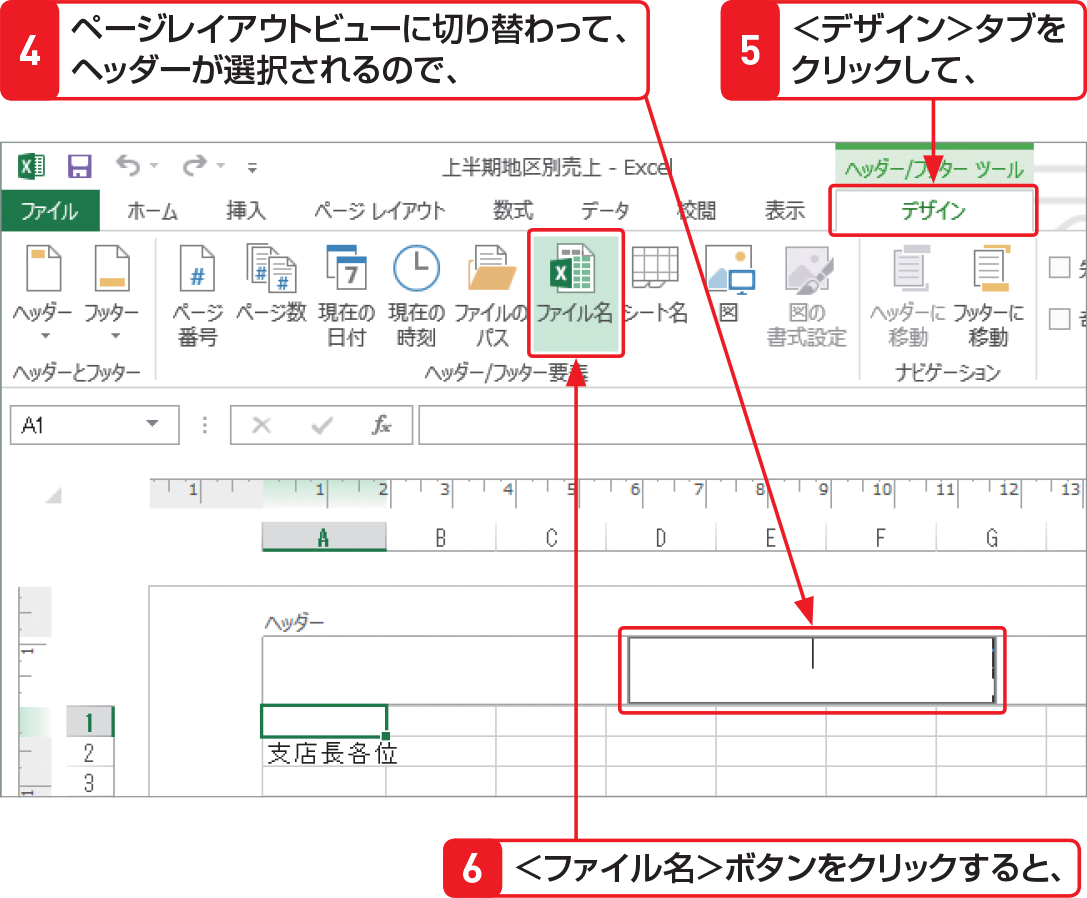 4
ページレイアウトビューに切り替わって、
ヘッダーが選択されるので、
5
＜デザイン＞タブを
クリックして、
上半期地区別売上 - Excel
ヘッダー/フッター ツール
ファイル ホーム 挿入 ページ レイアウト 数式 データ 校閲 表示 デザイン
ヘッダー フッター
ページ
番号
ページ数
現在の
日付
現在の
時刻
ファイルの
パス
ファイル名
シート名
図
図の
書式設定
ヘッダーに
移動
フッターに
移動
ヘッダーとフッター ヘッダー/フッター要素 ナビゲーション
A1 fx
1 1 2 3 4 5 6 7 8 9 10 11 12 13
A B C D E F G
ヘッダー
1
1
2 支店長各位
3
1
6
＜ファイル名＞ボタンをクリックすると、